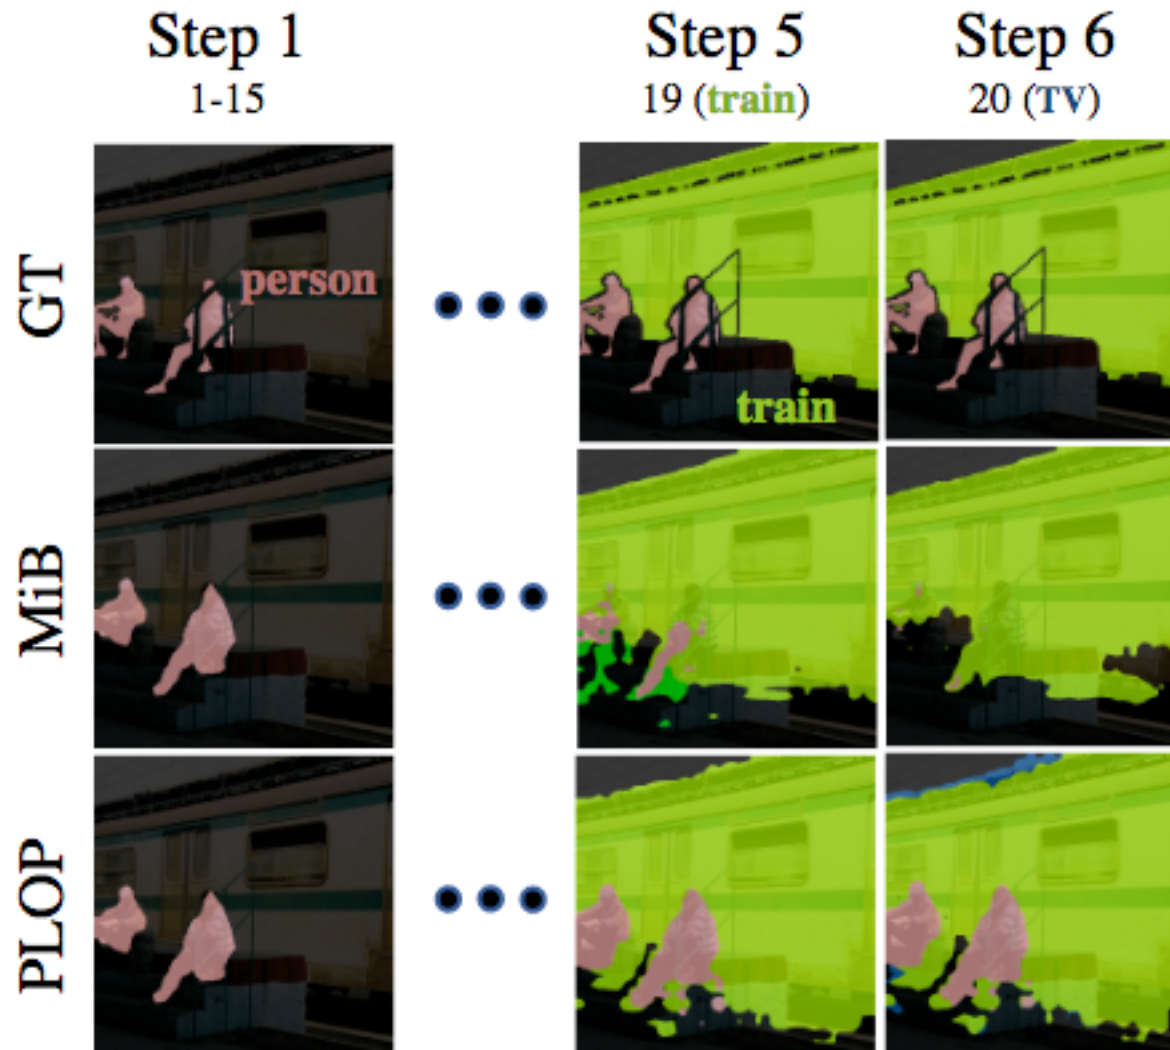 Step 1
Step 5
Step 6
1-15
19 (train)
20 (TV)
GT
person
train
MiB
PLOP